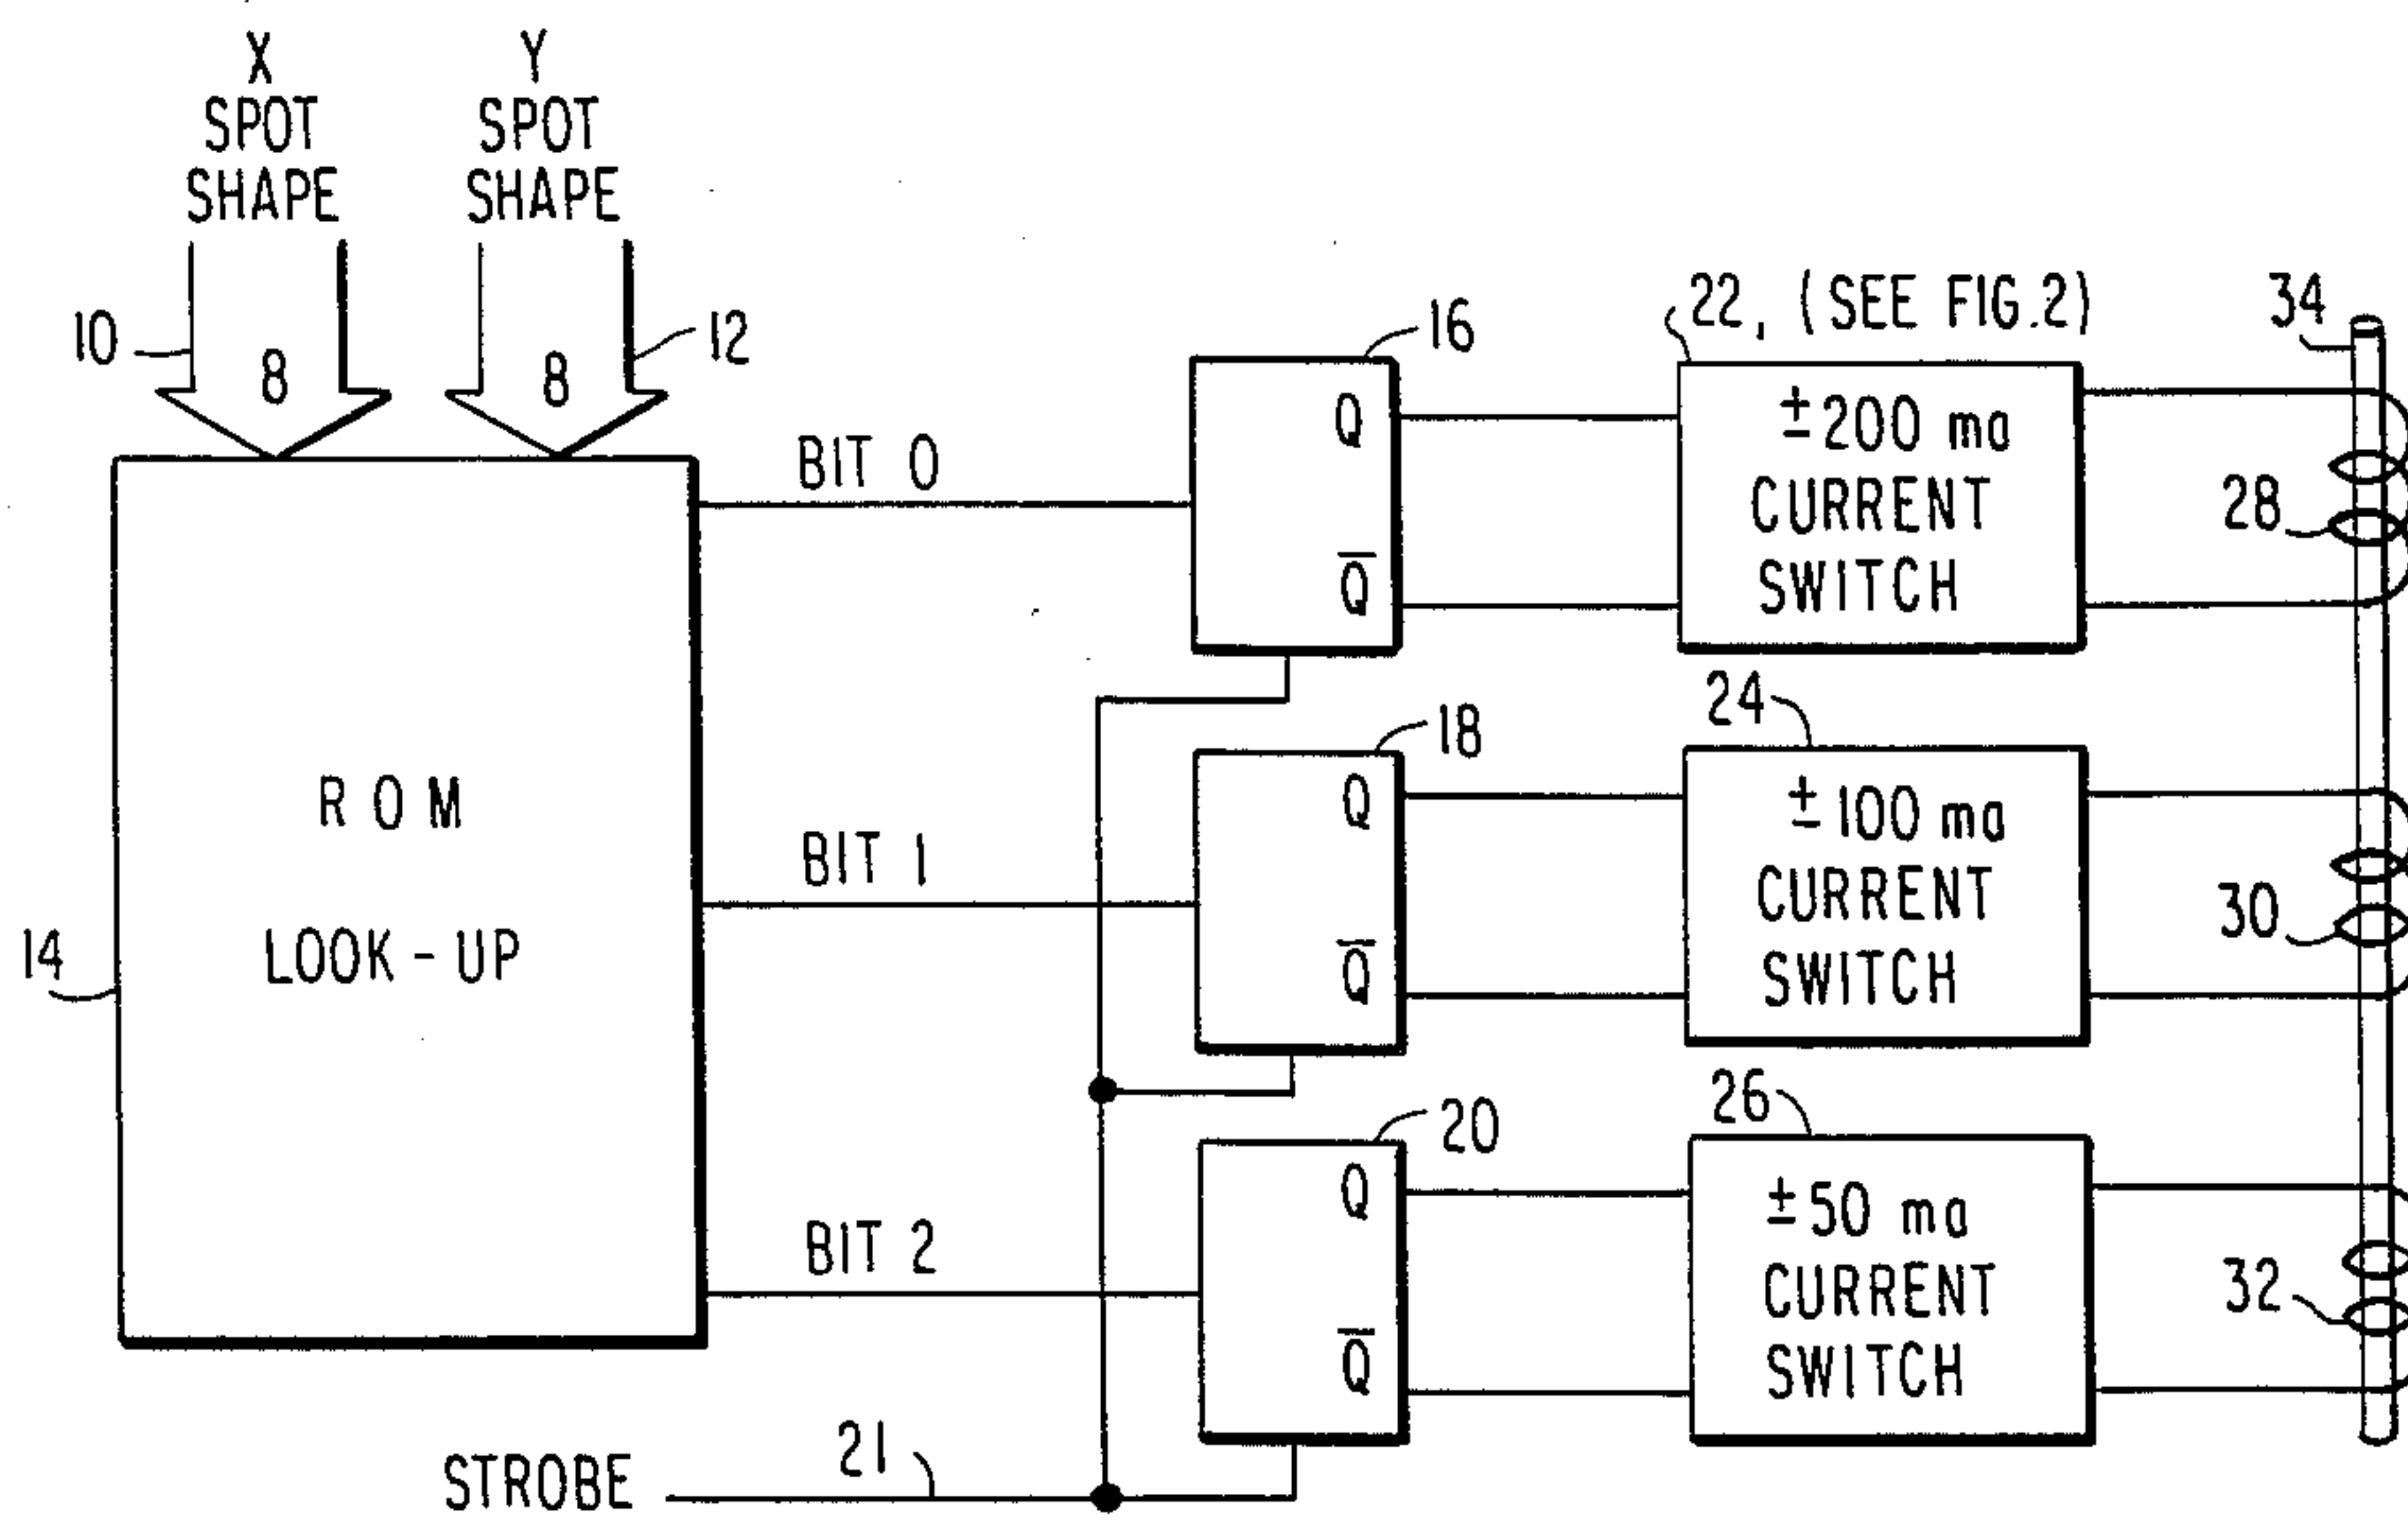 X
SPOT
SHAPE
Y
SPOT
SHAPE
10
8
8
12
16
22, (SEE FIG.2)
34
BIT 0
Q
Q̅
±200 ma
CURRENT
SWITCH
28
ROM
LOOK-UP
14
BIT 1
18
Q
Q̅
24
±100 ma
CURRENT
SWITCH
30
BIT 2
20
Q
Q̅
26
±50 ma
CURRENT
SWITCH
32
STROBE
21